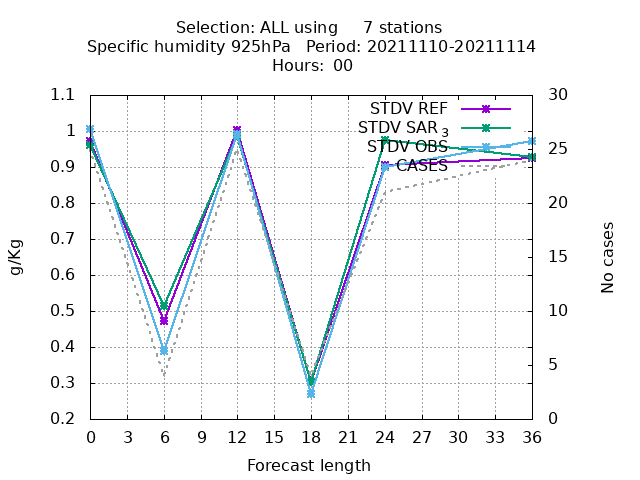 Selection: ALL using 7 stations
Specific humidity 925hPa Period: 20211110-20211114
Hours: 00
1.1
1
0.9
0.8
0.7
0.6
0.5
0.4
0.3
0.2
g/Kg
30
25
20
15
10
5
0
No cases
STDV REF
STDV SAR3
STDV OBS
CASES
0 3 6 9 12 15 18 21 24 27 30 33 36
Forecast length